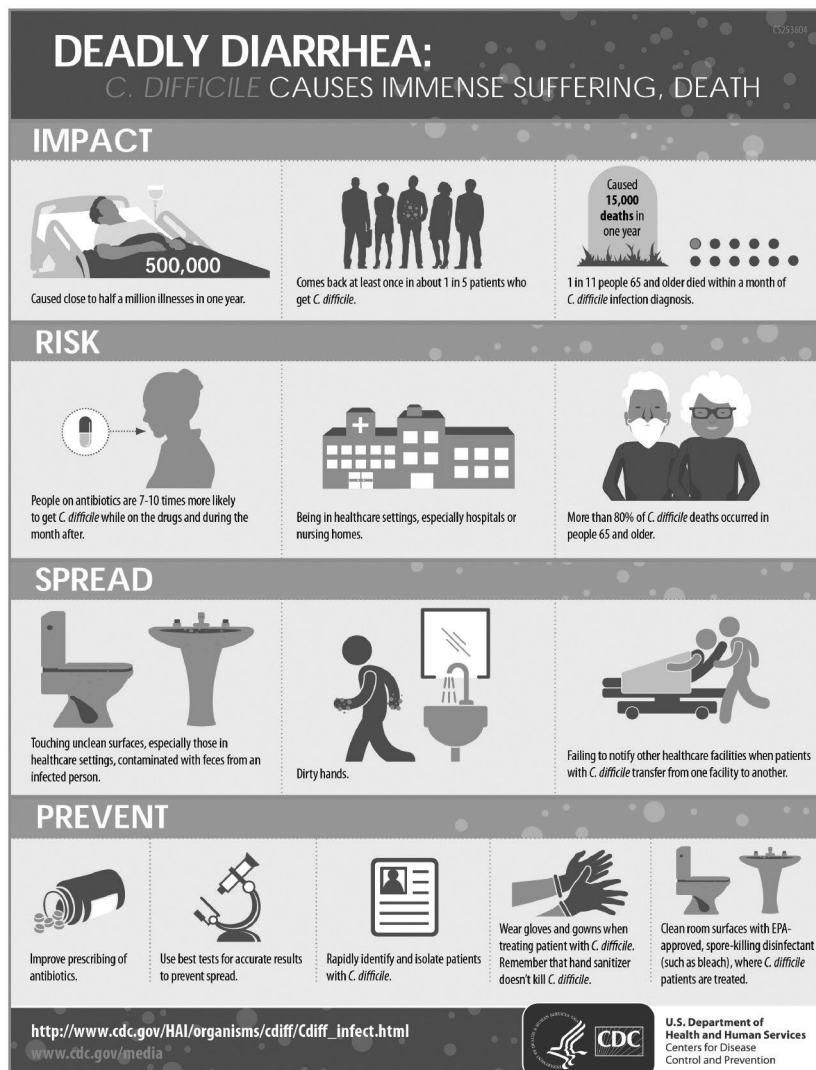 CS253604
DEADLY DIARRHEA:
C. DIFFICILE CAUSES IMMENSE SUFFERING, DEATH
IMPACT
500,000
Caused close to half a million illnesses in one year.
Comes back at least once in about 1 in 5 patients who
get C. difficile.
Caused
15,000
deaths in
one year
1 in 11 people 65 and older died within a month of
C. difficile infection diagnosis.
RISK
People on antibiotics are 7-10 times more likely
to get C. difficile while on the drugs and during the
month after.
Being in healthcare settings, especially hospitals or
nursing homes.
More than 80% of C. difficile deaths occurred in
people 65 and older.
SPREAD
Touching unclean surfaces, especially those in
healthcare settings, contaminated with feces from an
infected person.
Dirty hands.
Failing to notify other healthcare facilities when patients
with C. difficile transfer from one facility to another.
PREVENT
Improve prescribing of
antibiotics.
Use best tests for accurate results
to prevent spread.
Rapidly identify and isolate patients
with C. difficile.
Wear gloves and gowns when
treating patient with C. difficile.
Remember that hand sanitizer
doesn't kill C. difficile.
Clean room surfaces with EPA-
approved, spore-killing disinfectant
(such as bleach), where C. difficile
patients are treated.
http://www.cdc.gov/HAI/organisms/cdiff/Cdiff_infect.html
www.cdc.gov/media
CDC
U.S. Department of
Health and Human Services
Centers for Disease
Control and Prevention